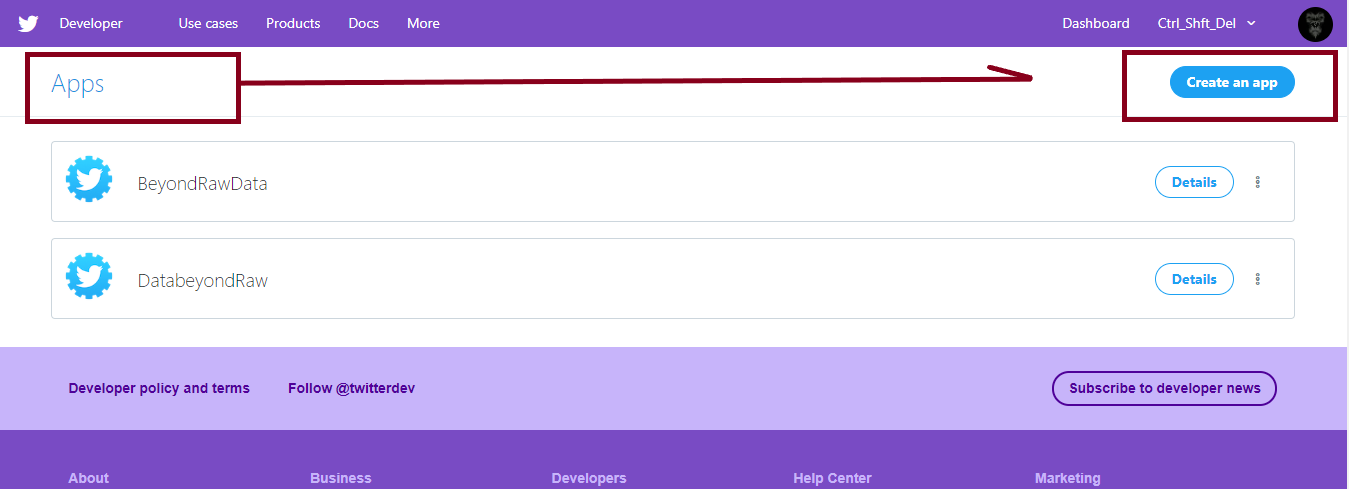 Developer Use cases Products Docs More Dashboard Ctrl_Shft_Del
Apps Create an app
BeyondRawData Details
DatabeyondRaw Details
Developer policy and terms Follow @twitterdev Subscribe to developer news
About Business Developers Help Center Marketing